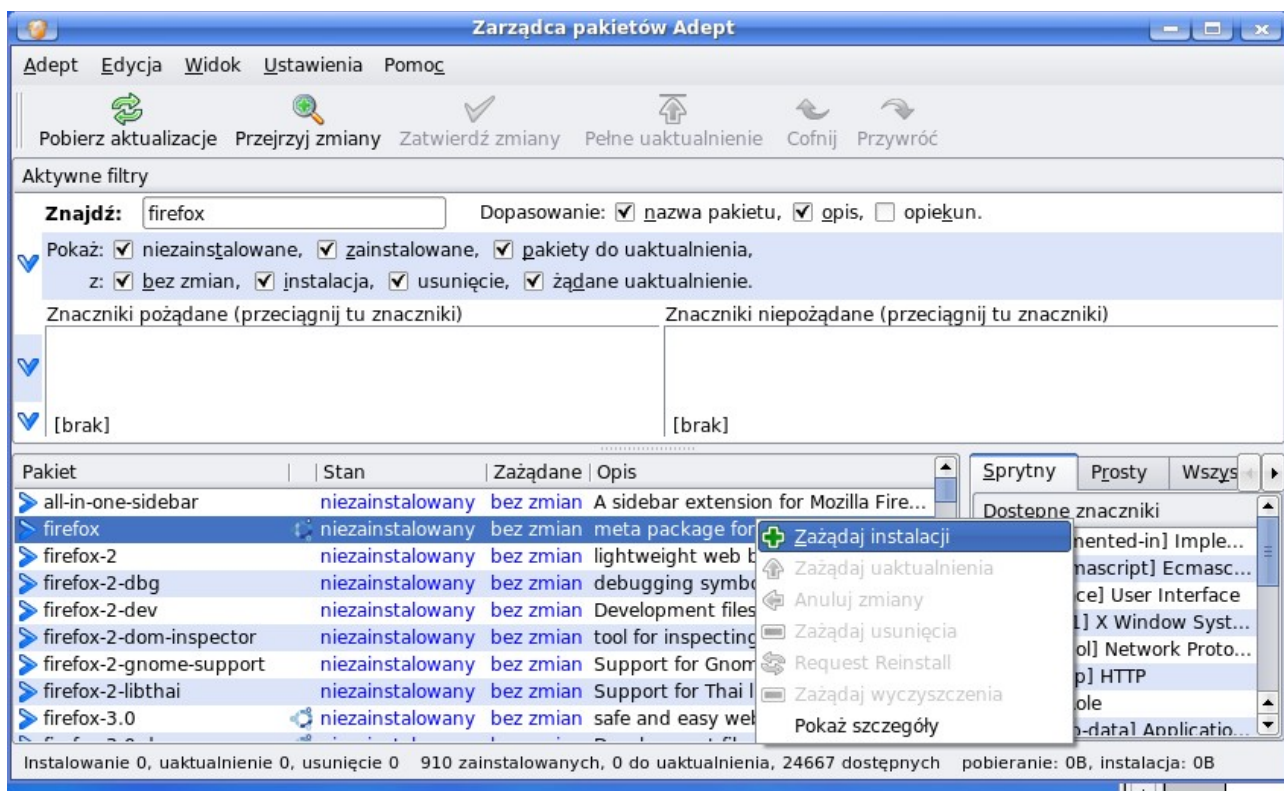 Zarządca pakietów Adept
Adept Edycja Widok Ustawienia Pomoc
Pobierz aktualizacje Przejrzyj zmiany Zatwierdź zmiany Pełne uaktualnienie Cofnij Przywróć
Aktywne filtry
Znajdź: firefox Dopasowanie: nazwa pakietu, opis, opiekun.
Pokaż: niezainstalowane, zainstalowane, pakiety do uaktualnienia,
z: bez zmian, instalacja, usunięcie, żądane uaktualnienie.
Znaczniki pożądane (przeciągnij tu znaczniki) Znaczniki niepożądane (przeciągnij tu znaczniki)
[brak] [brak]
Pakiet Stan Zażądane Opis Sprytny Prosty Wszys
all-in-one-sidebar niezainstalowany bez zmian A sidebar extension for Mozilla Fire... Dostępne znaczniki
firefox niezainstalowany bez zmian meta package for Zażądaj instalacji mented-in] Imple...
firefox-2 niezainstalowany bez zmian lightweight web b Zażądaj uaktualnienia mascript] Ecmasc...
firefox-2-dbg niezainstalowany bez zmian debugging symbo Anuluj zmiany ce] User Interface
firefox-2-dev niezainstalowany bez zmian Development files Zażądaj usunięcia 1] X Window Syst...
firefox-2-dom-inspector niezainstalowany bez zmian tool for inspecting Request Reinstall ol] Network Proto...
firefox-2-gnome-support niezainstalowany bez zmian Support for Gnom Zażądaj wyczyszczenia p] HTTP
firefox-2-libthai niezainstalowany bez zmian Support for Thai l Pokaż szczegóły ole
firefox-3.0 niezainstalowany bez zmian safe and easy web -data] Applicatio...
Instalowanie 0, uaktualnienie 0, usunięcie 0 910 zainstalowanych, 0 do uaktualnienia, 24667 dostępnych pobieranie: 0B, instalacja: 0B